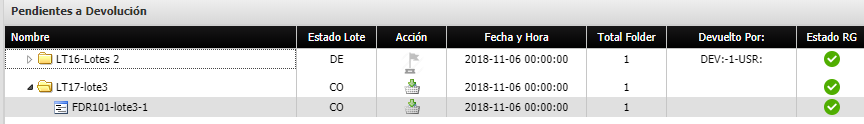 Pendientes a Devolución
Nombre Estado Lote Acción Fecha y Hora Total Folder Devuelto Por: Estado RG
LT16-Lotes 2 DE 2018-11-06 00:00:00 1 DEV:-1-USR:
LT17-lote3 CO 2018-11-06 00:00:00 1
FDR101-lote3-1 CO 2018-11-06 00:00:00 1